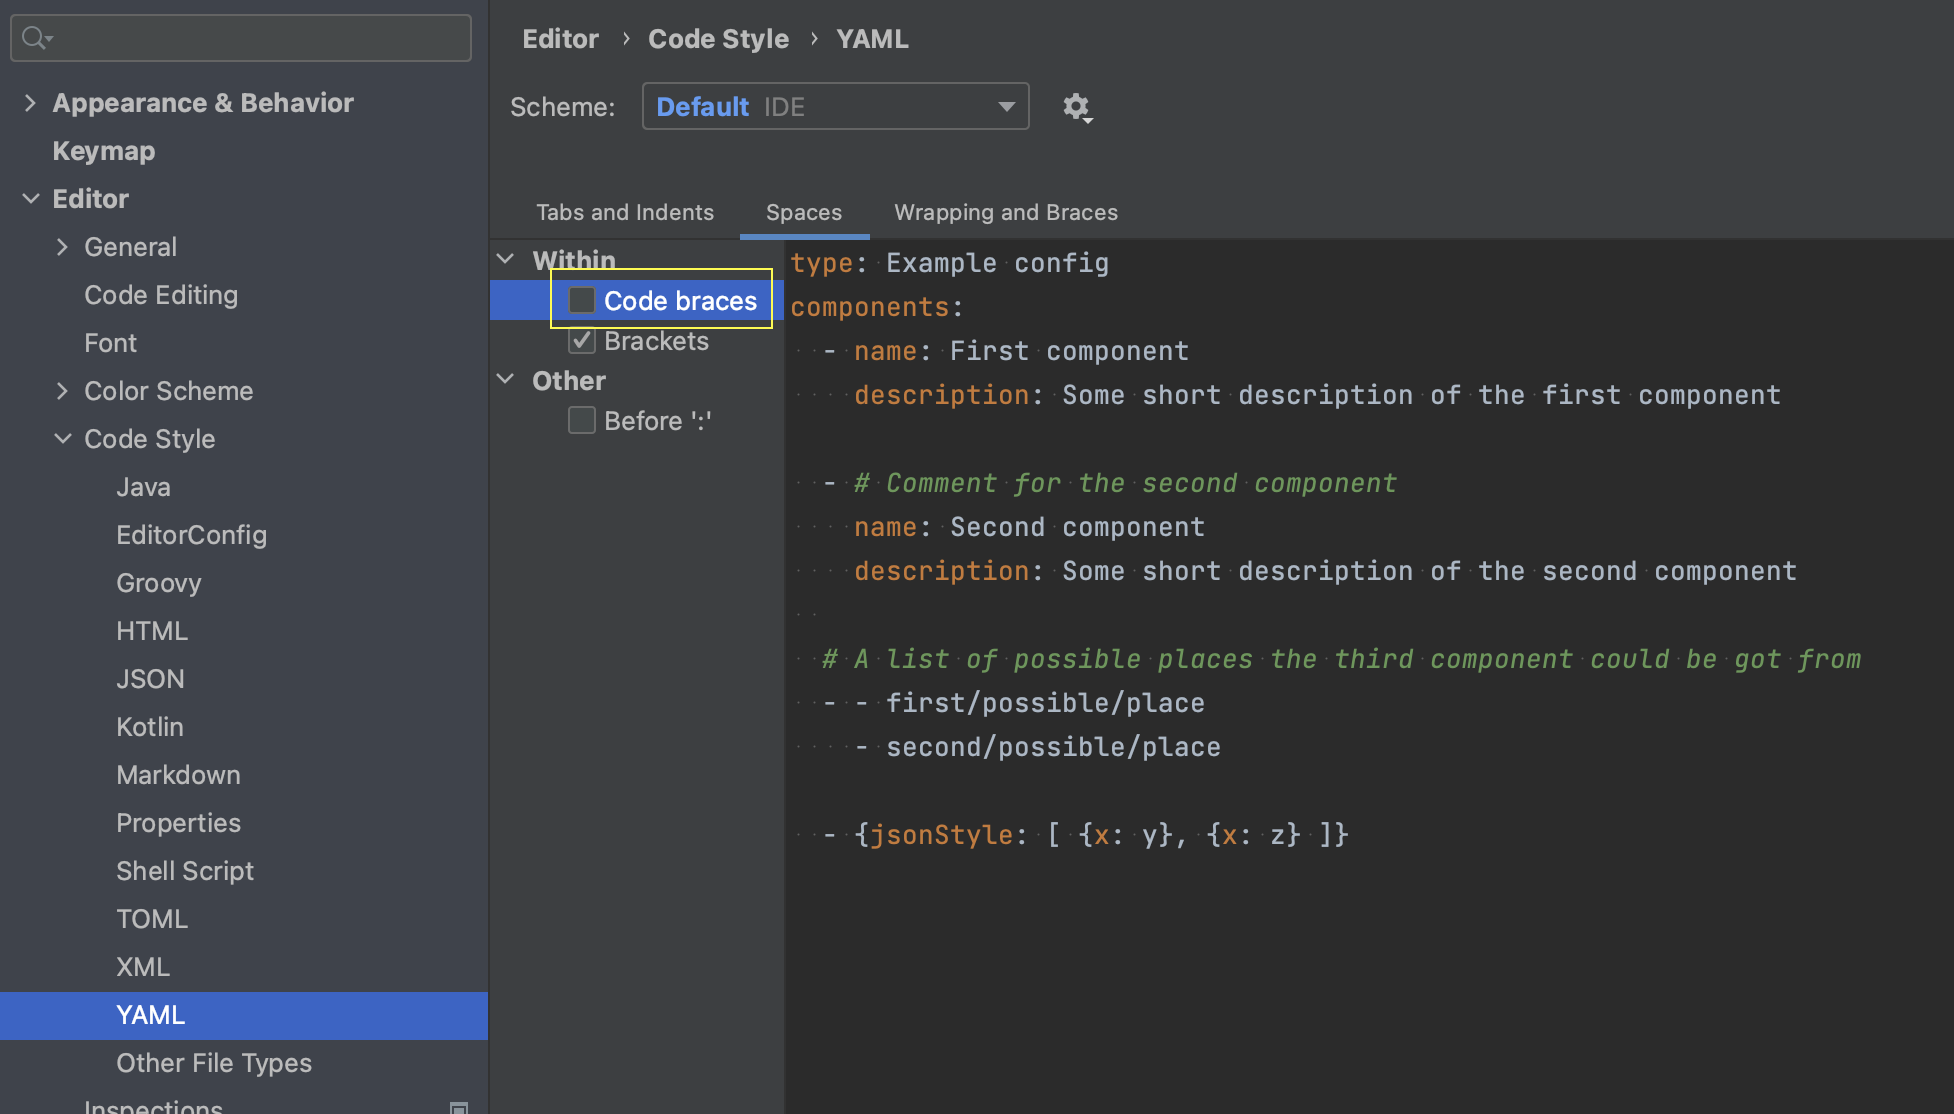 Appearance & Behavior
Keymap
Editor
General
Code Editing
Font
Color Scheme
Code Style
Java
EditorConfig
Groovy
HTML
JSON
Kotlin
Markdown
Properties
Shell Script
TOML
XML
YAML
Other File Types
Inspections
Editor › Code Style › YAML
Scheme: Default IDE
Tabs and Indents Spaces Wrapping and Braces
Within
Code braces
Brackets
Other
Before ':'
type: Example config
components:
  - name: First component
    description: Some short description of the first component
  - # Comment for the second component
    name: Second component
    description: Some short description of the second component
  # A list of possible places the third component could be got from
  - - first/possible/place
    - second/possible/place
  - {jsonStyle: [ {x: y}, {x: z} ]}